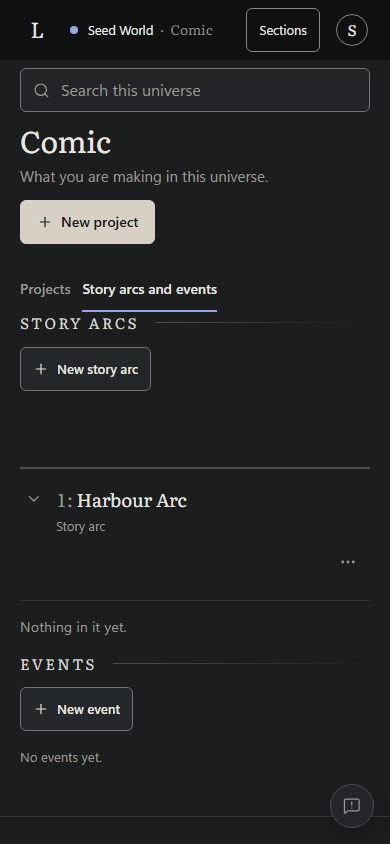 L
Seed World · Comic
Sections
S
Search this universe
Comic
What you are making in this universe.
+ New project
Projects
Story arcs and events
STORY ARCS
+ New story arc
1: Harbour Arc
Story arc
...
Nothing in it yet.
EVENTS
+ New event
No events yet.